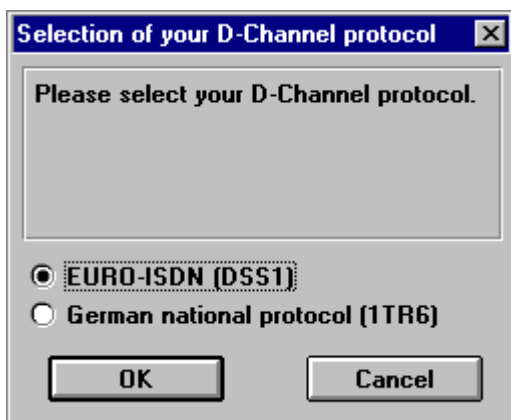 Selection of your D-Channel protocol
Please select your D-Channel protocol.
EURO-ISDN (DSS1)
German national protocol (1TR6)
OK
Cancel